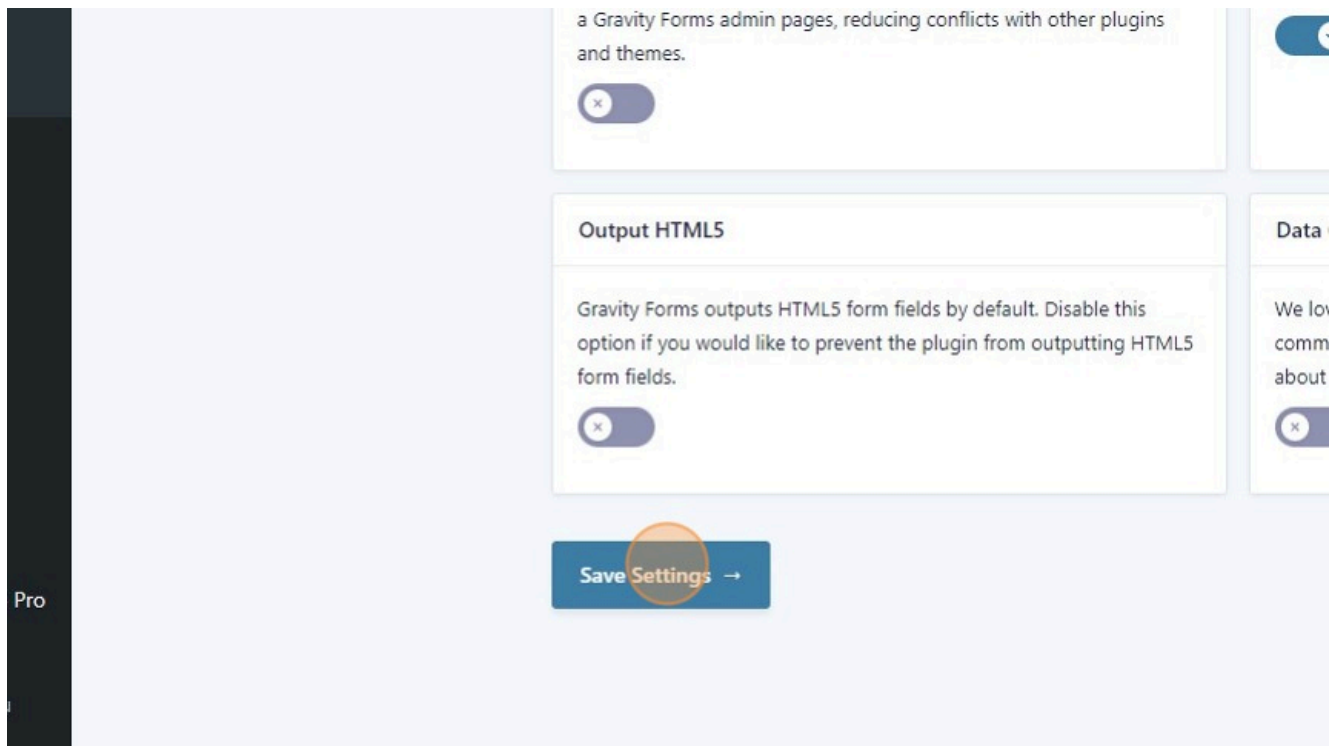 a Gravity Forms admin pages, reducing conflicts with other plugins
and themes.
Output HTML5
Gravity Forms outputs HTML5 form fields by default. Disable this
option if you would like to prevent the plugin from outputting HTML5
form fields.
Data
We lov
comm
about
Save Settings →
Pro